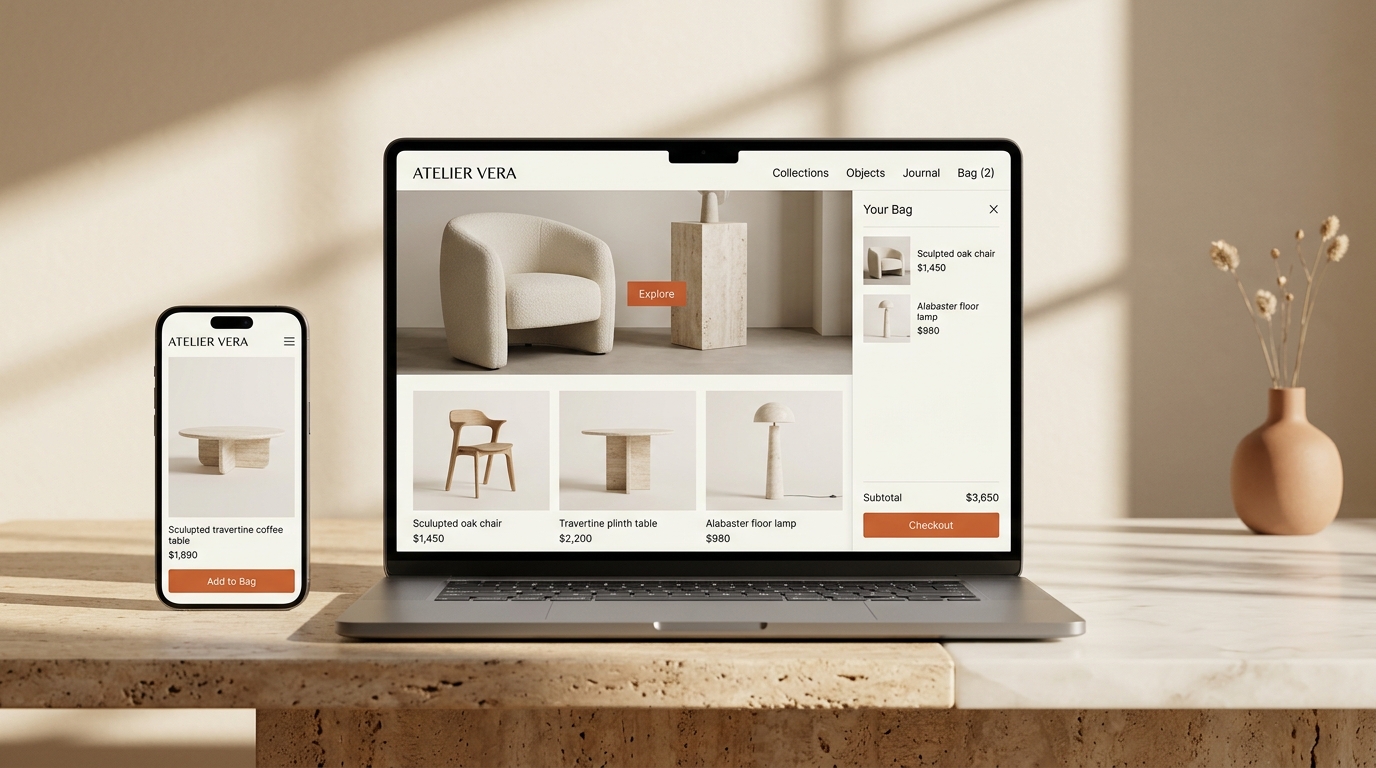 ATELIER VERA
Sculupted travertine coffee
table
$1,890
Add to Bag
ATELIER VERA
Collections
Objects
Journal
Bag (2)
Explore
Sculupted oak chair
$1,450
Travertine plinth table
$2,200
Alabaster floor lamp
$980
Your Bag
Sculpted oak chair
$1,450
Alabaster floor
lamp
$980
Subtotal
$3,650
Checkout